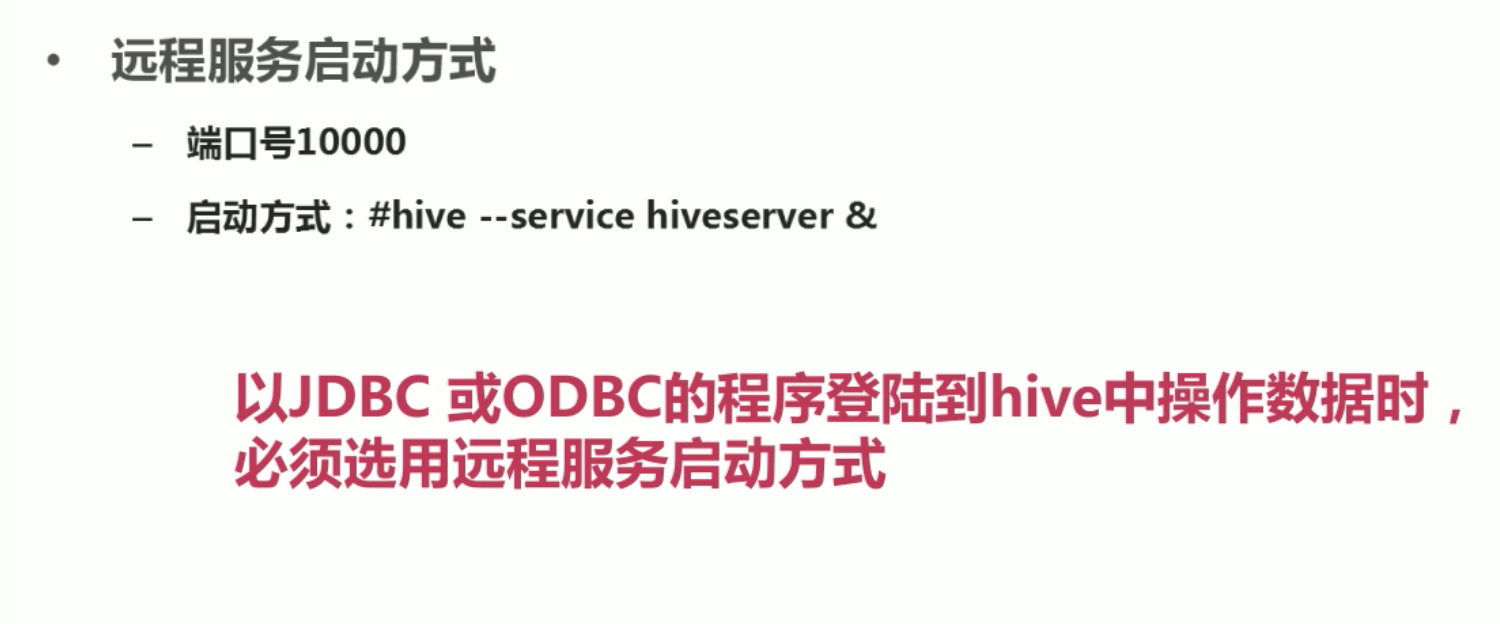 • 远程服务启动方式
– 端口号10000
– 启动方式：#hive --service hiveserver &
以JDBC 或ODBC的程序登陆到hive中操作数据时，
必须选用远程服务启动方式